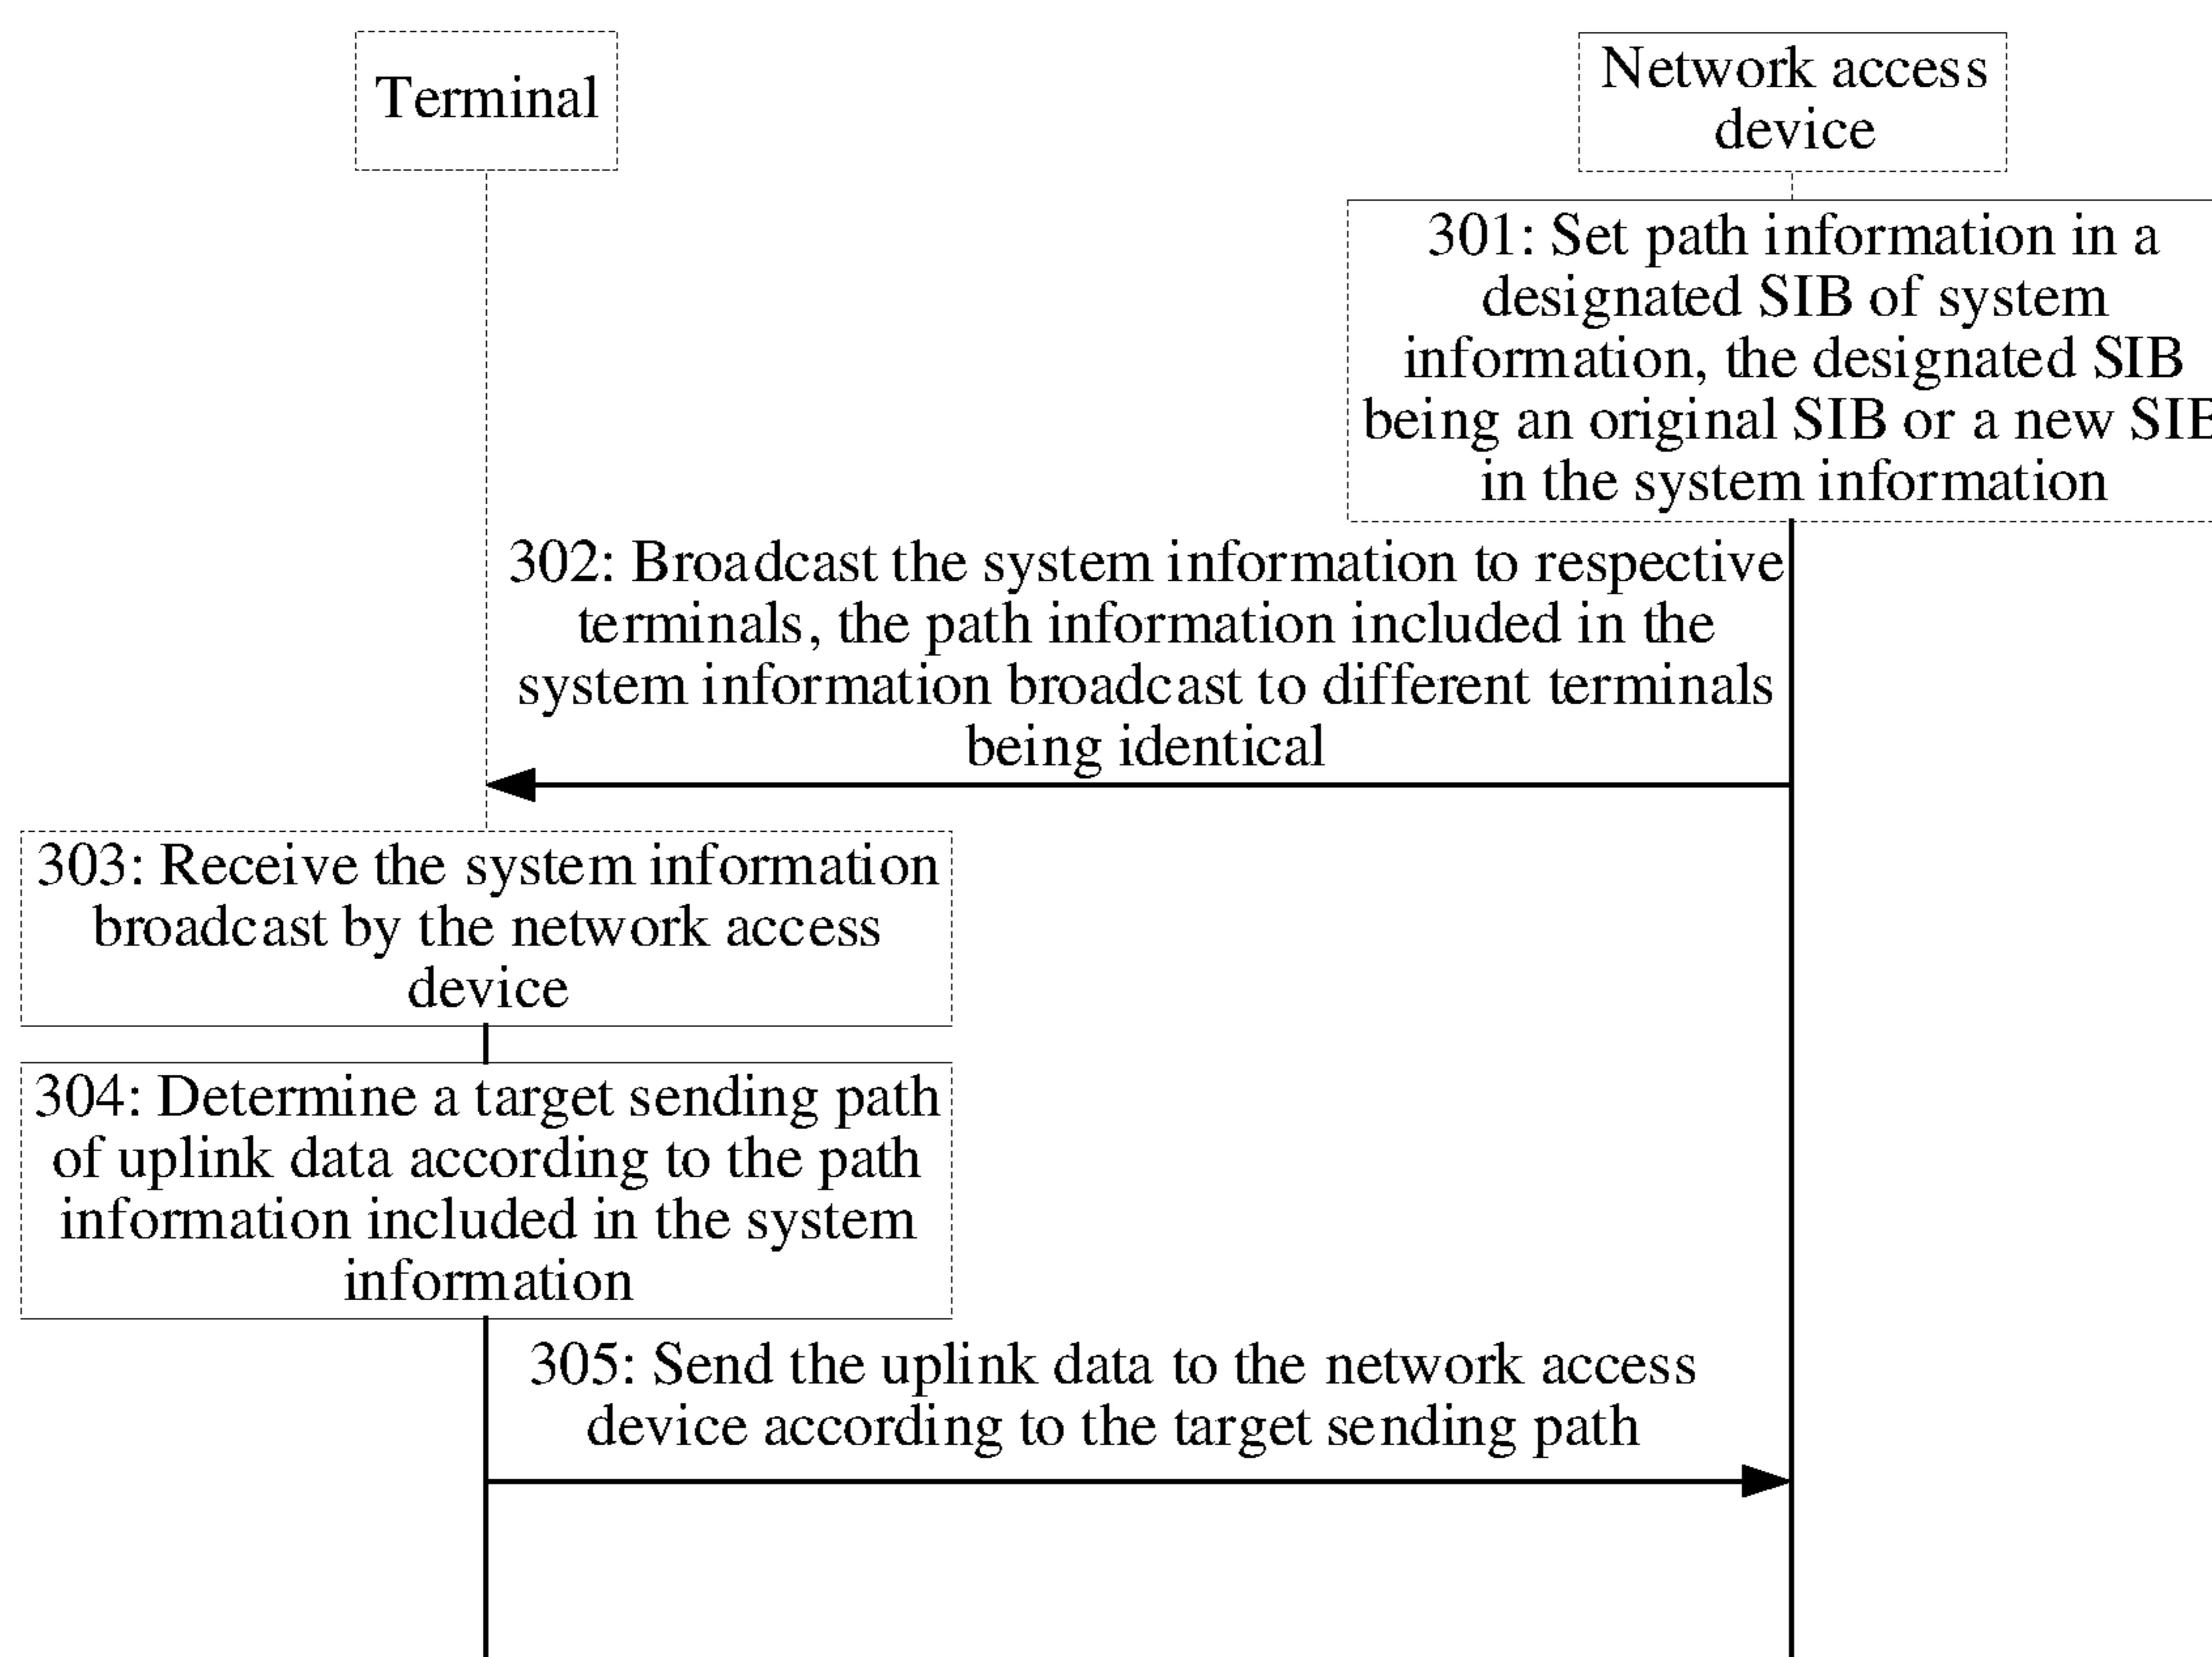 Terminal
Network access
device
301: Set path information in a
designated SIB of system
information, the designated SIB
being an original SIB or a new SIB
in the system information
302: Broadcast the system information to respective
terminals, the path information included in the
system information broadcast to different terminals
being identical
303: Receive the system information
broadcast by the network access
device
304: Determine a target sending path
of uplink data according to the path
information included in the system
information
305: Send the uplink data to the network access
device according to the target sending path